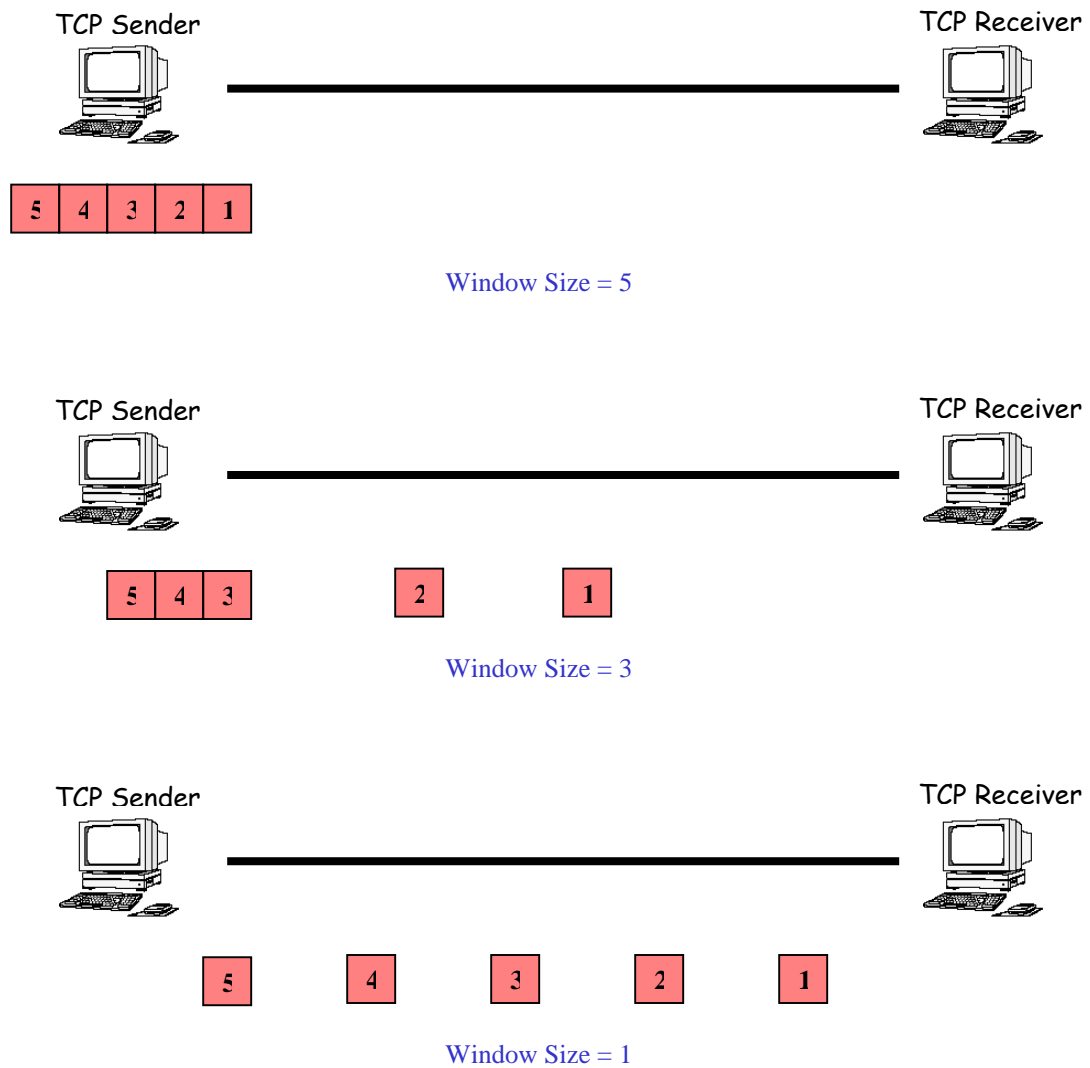 TCP Sender TCP Receiver
5 4 3 2 1
Window Size = 5
TCP Sender TCP Receiver
5 4 3 2 1
Window Size = 3
TCP Sender TCP Receiver
5 4 3 2 1
Window Size = 1